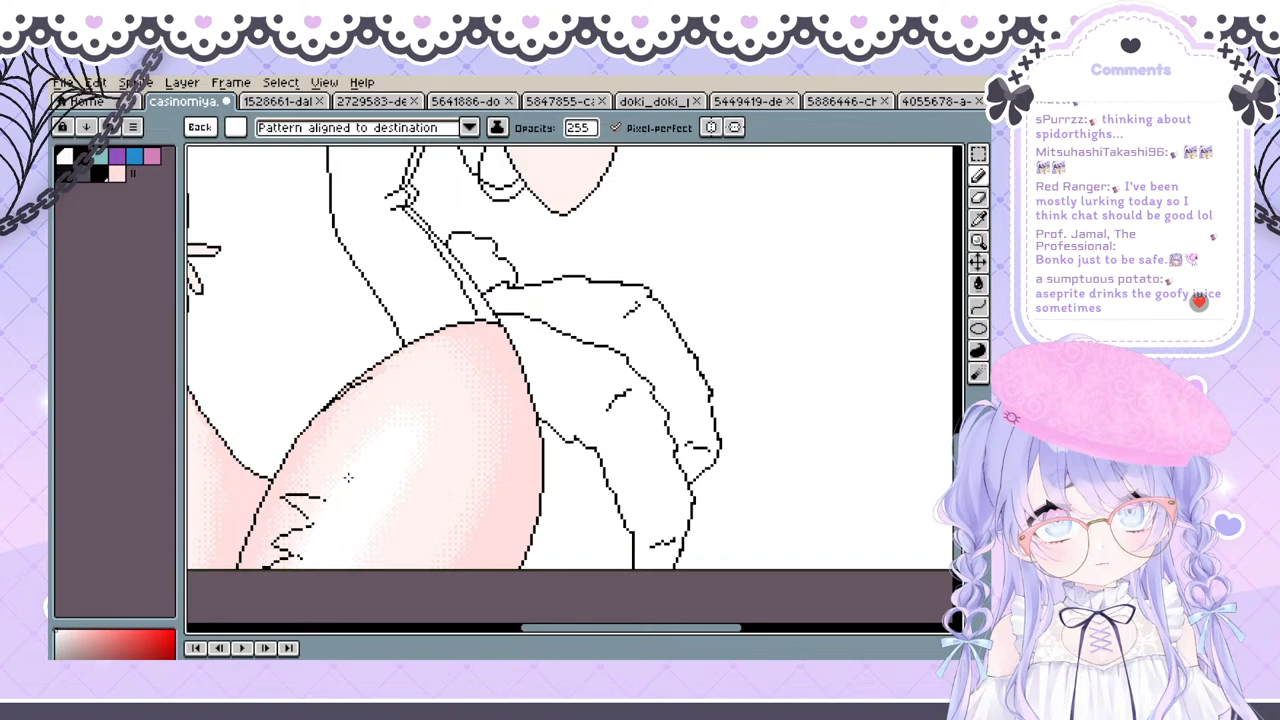 Comments
File Edit Sprite Layer Frame Select View Help
Home casinomiya. 1528661-dal 2729583-de 5641886-do 5847855-ca doki_doki_p 5449419-de 5886446-ch 4055678-a-
Back Pattern aligned to destination Opacity: 255 Pixel-perfect
sPurrzz: thinking about
spidorthighs...
MitsuhashiTakashi96:
Red Ranger: I've been
mostly lurking today so I
think chat should be good lol
Prof. Jamal, The
Professional:
Bonko just to be safe.
a sumptuous potato:
aseprite drinks the goofy juice
sometimes